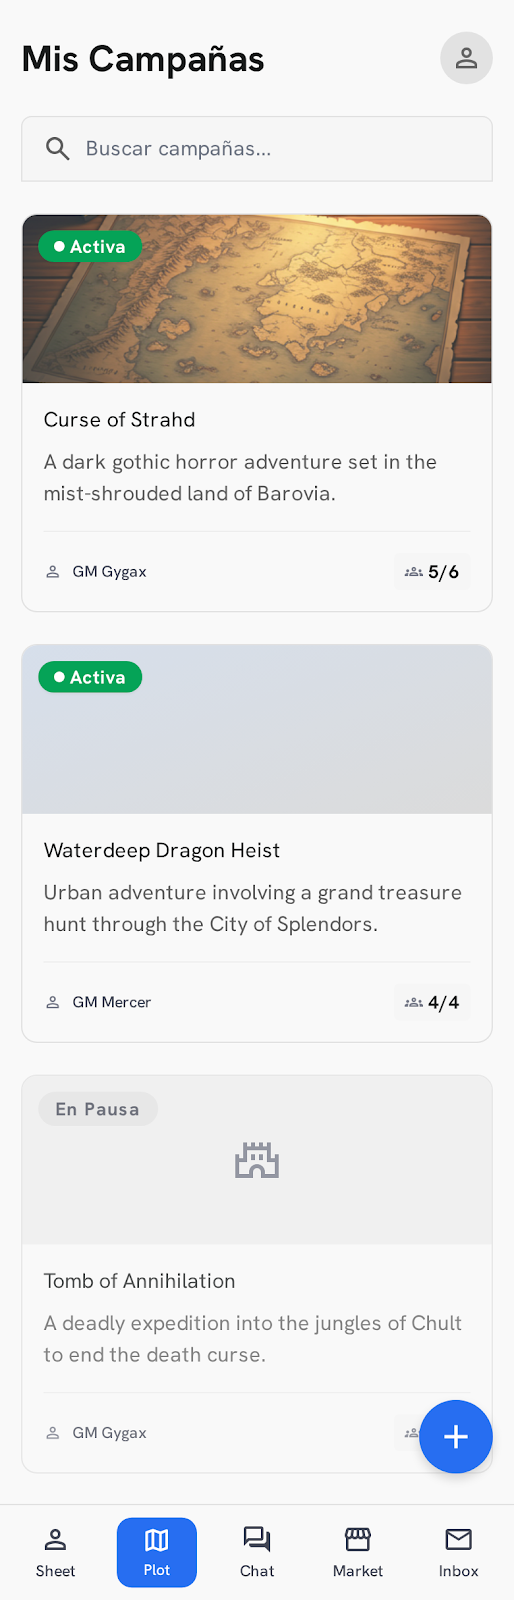 Mis Campañas
Buscar campañas...
Activa
Curse of Strahd
A dark gothic horror adventure set in the
mist-shrouded land of Barovia.
GM Gygax
5/6
Activa
Waterdeep Dragon Heist
Urban adventure involving a grand treasure
hunt through the City of Splendors.
GM Mercer
4/4
En Pausa
Tomb of Annihilation
A deadly expedition into the jungles of Chult
to end the death curse.
GM Gygax
Sheet
Plot
Chat
Market
Inbox